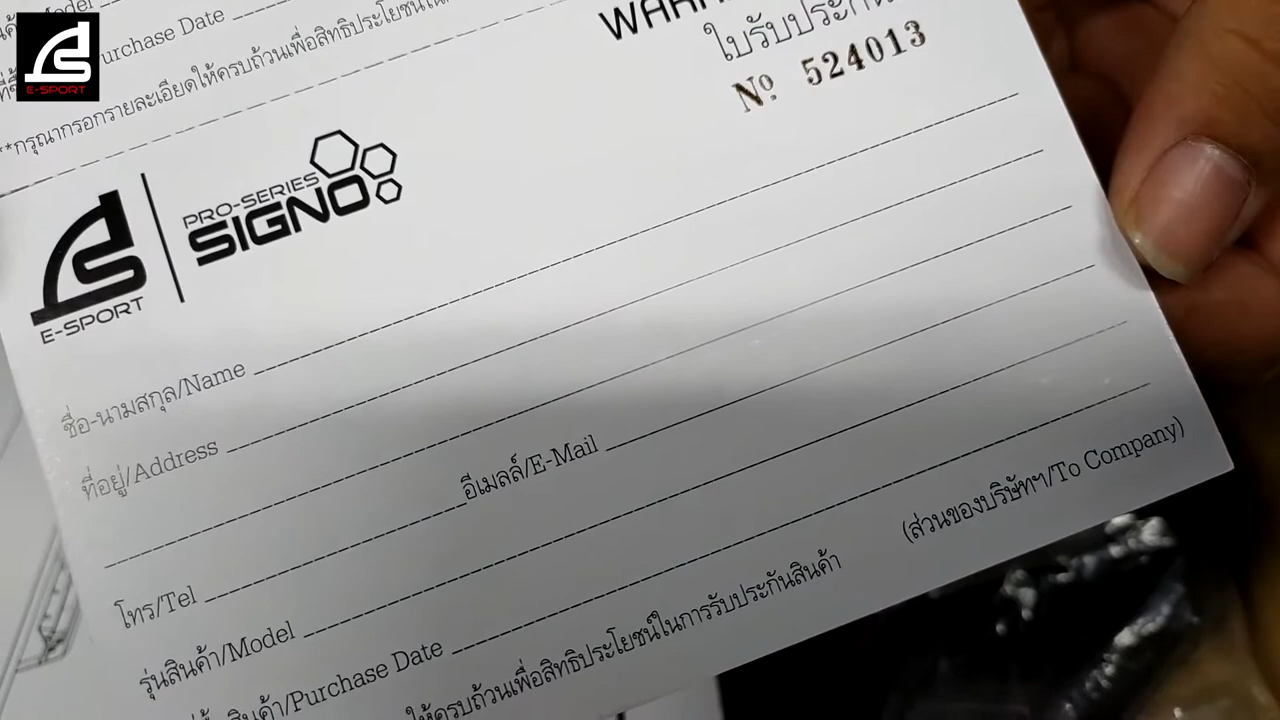 Model
Purchase Date
**กรุณากรอกรายละเอียดให้ครบถ้วนเพื่อสิทธิประโยชน์ใน
E-SPORT
ใบรับประกัน
Nº 524013
PRO-SERIES
SIGNO
E-SPORT
ชื่อ-นามสกุล/Name
ที่อยู่/Address
โทร/Tel อีเมลล์/E-Mail
รุ่นสินค้า/Model
สินค้า/Purchase Date
ให้ครบถ้วนเพื่อสิทธิประโยชน์ในการรับประกันสินค้า (ส่วนของบริษัทฯ/To Company)